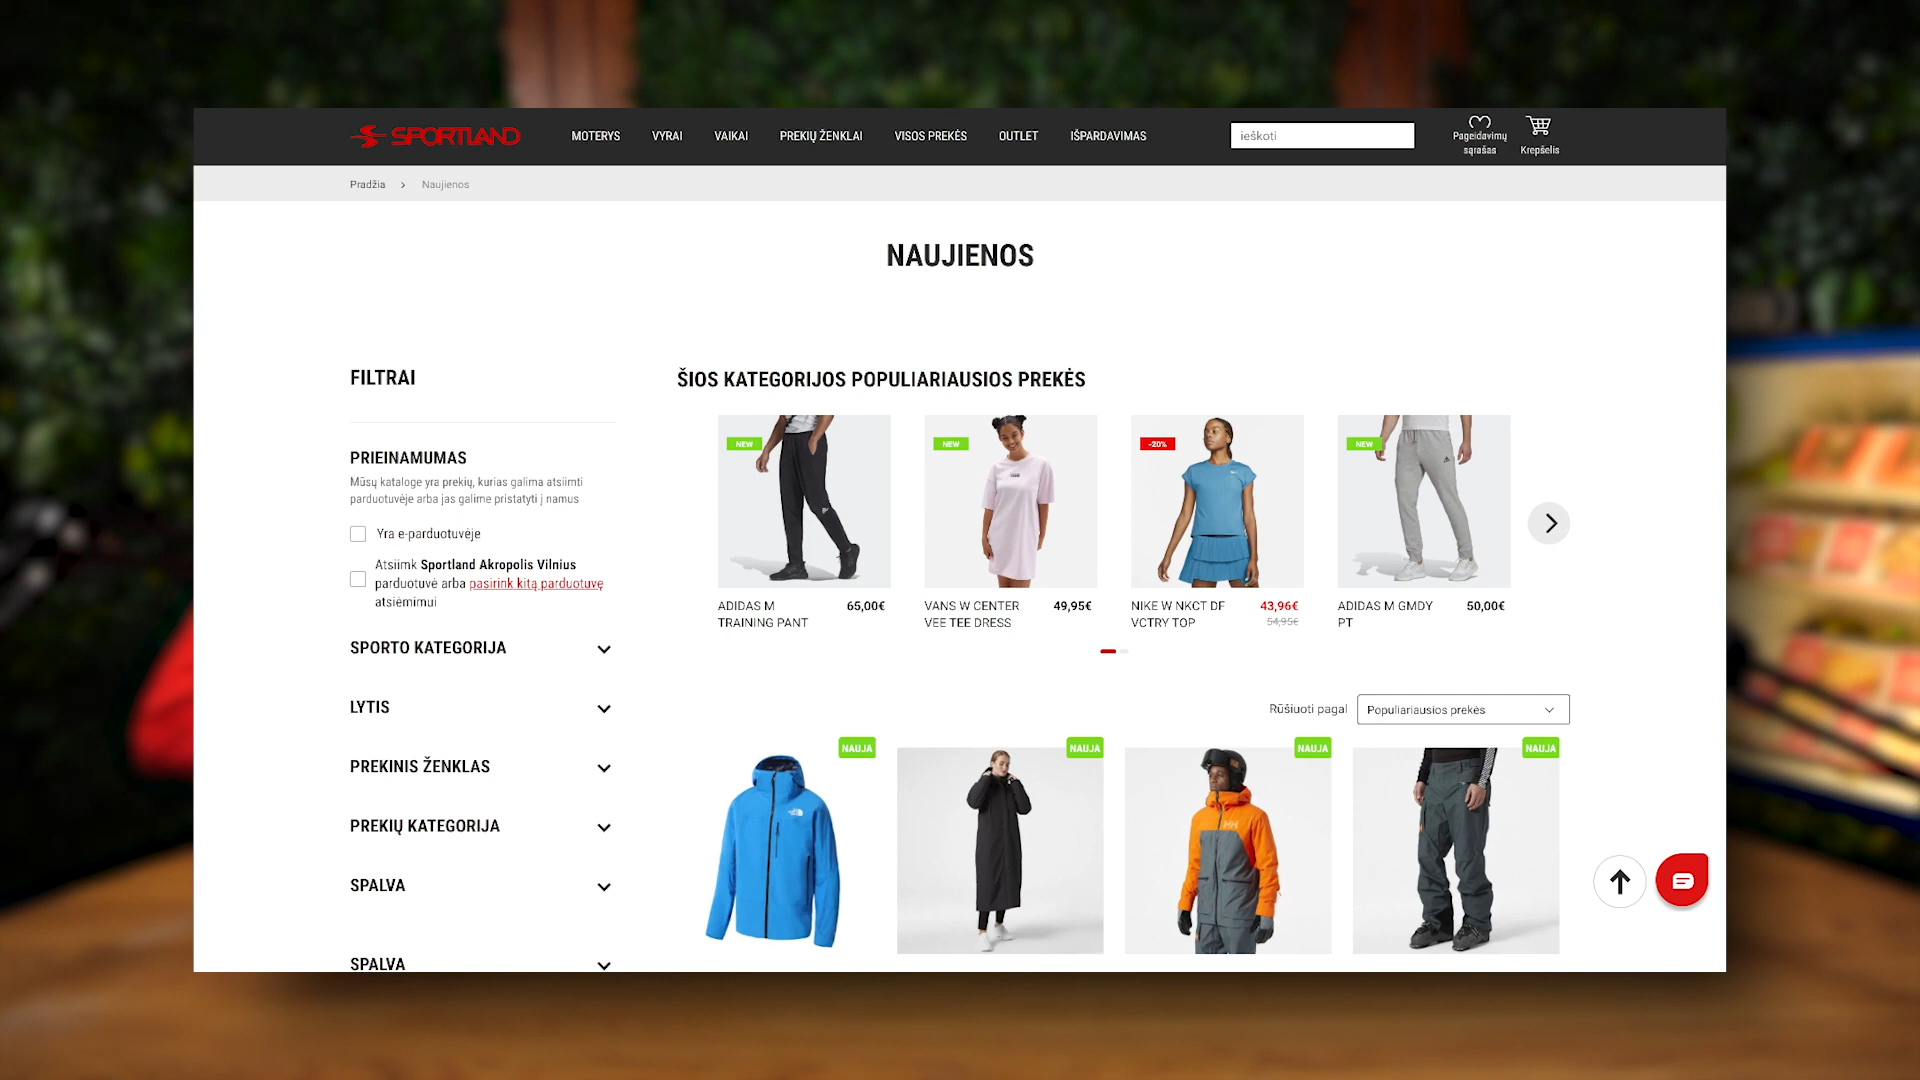 SPORTLAND
MOTERYS VYRAI VAIKAI PREKIŲ ŽENKLAI VISOS PREKĖS OUTLET IŠPARDAVIMAS
ieškoti
Pageidavimų
sąrašas
Krepšelis
Pradžia > Naujienos
NAUJIENOS
FILTRAI
PRIEINAMUMAS
Mūsų kataloge yra prekių, kurias galima atsiimti
parduotuvėje arba jas galime pristatyti į namus
Yra e-parduotuvėje
Atsiimk Sportland Akropolis Vilnius
parduotuvė arba pasirink kitą parduotuvę
atsiėmimui
SPORTO KATEGORIJA
LYTIS
PREKINIS ŽENKLAS
PREKIŲ KATEGORIJA
SPALVA
SPALVA
ŠIOS KATEGORIJOS POPULIARIAUSIOS PREKĖS
NEW
ADIDAS M 65,00€
TRAINING PANT
NEW
VANS W CENTER 49,95€
VEE TEE DRESS
-20%
NIKE W NKCT DF 43,96€
VCTRY TOP 54,95€
NEW
ADIDAS M GMDY 50,00€
PT
Rūšiuoti pagal Populiariausios prekės
NAUJA
NAUJA
NAUJA
HH
NAUJA